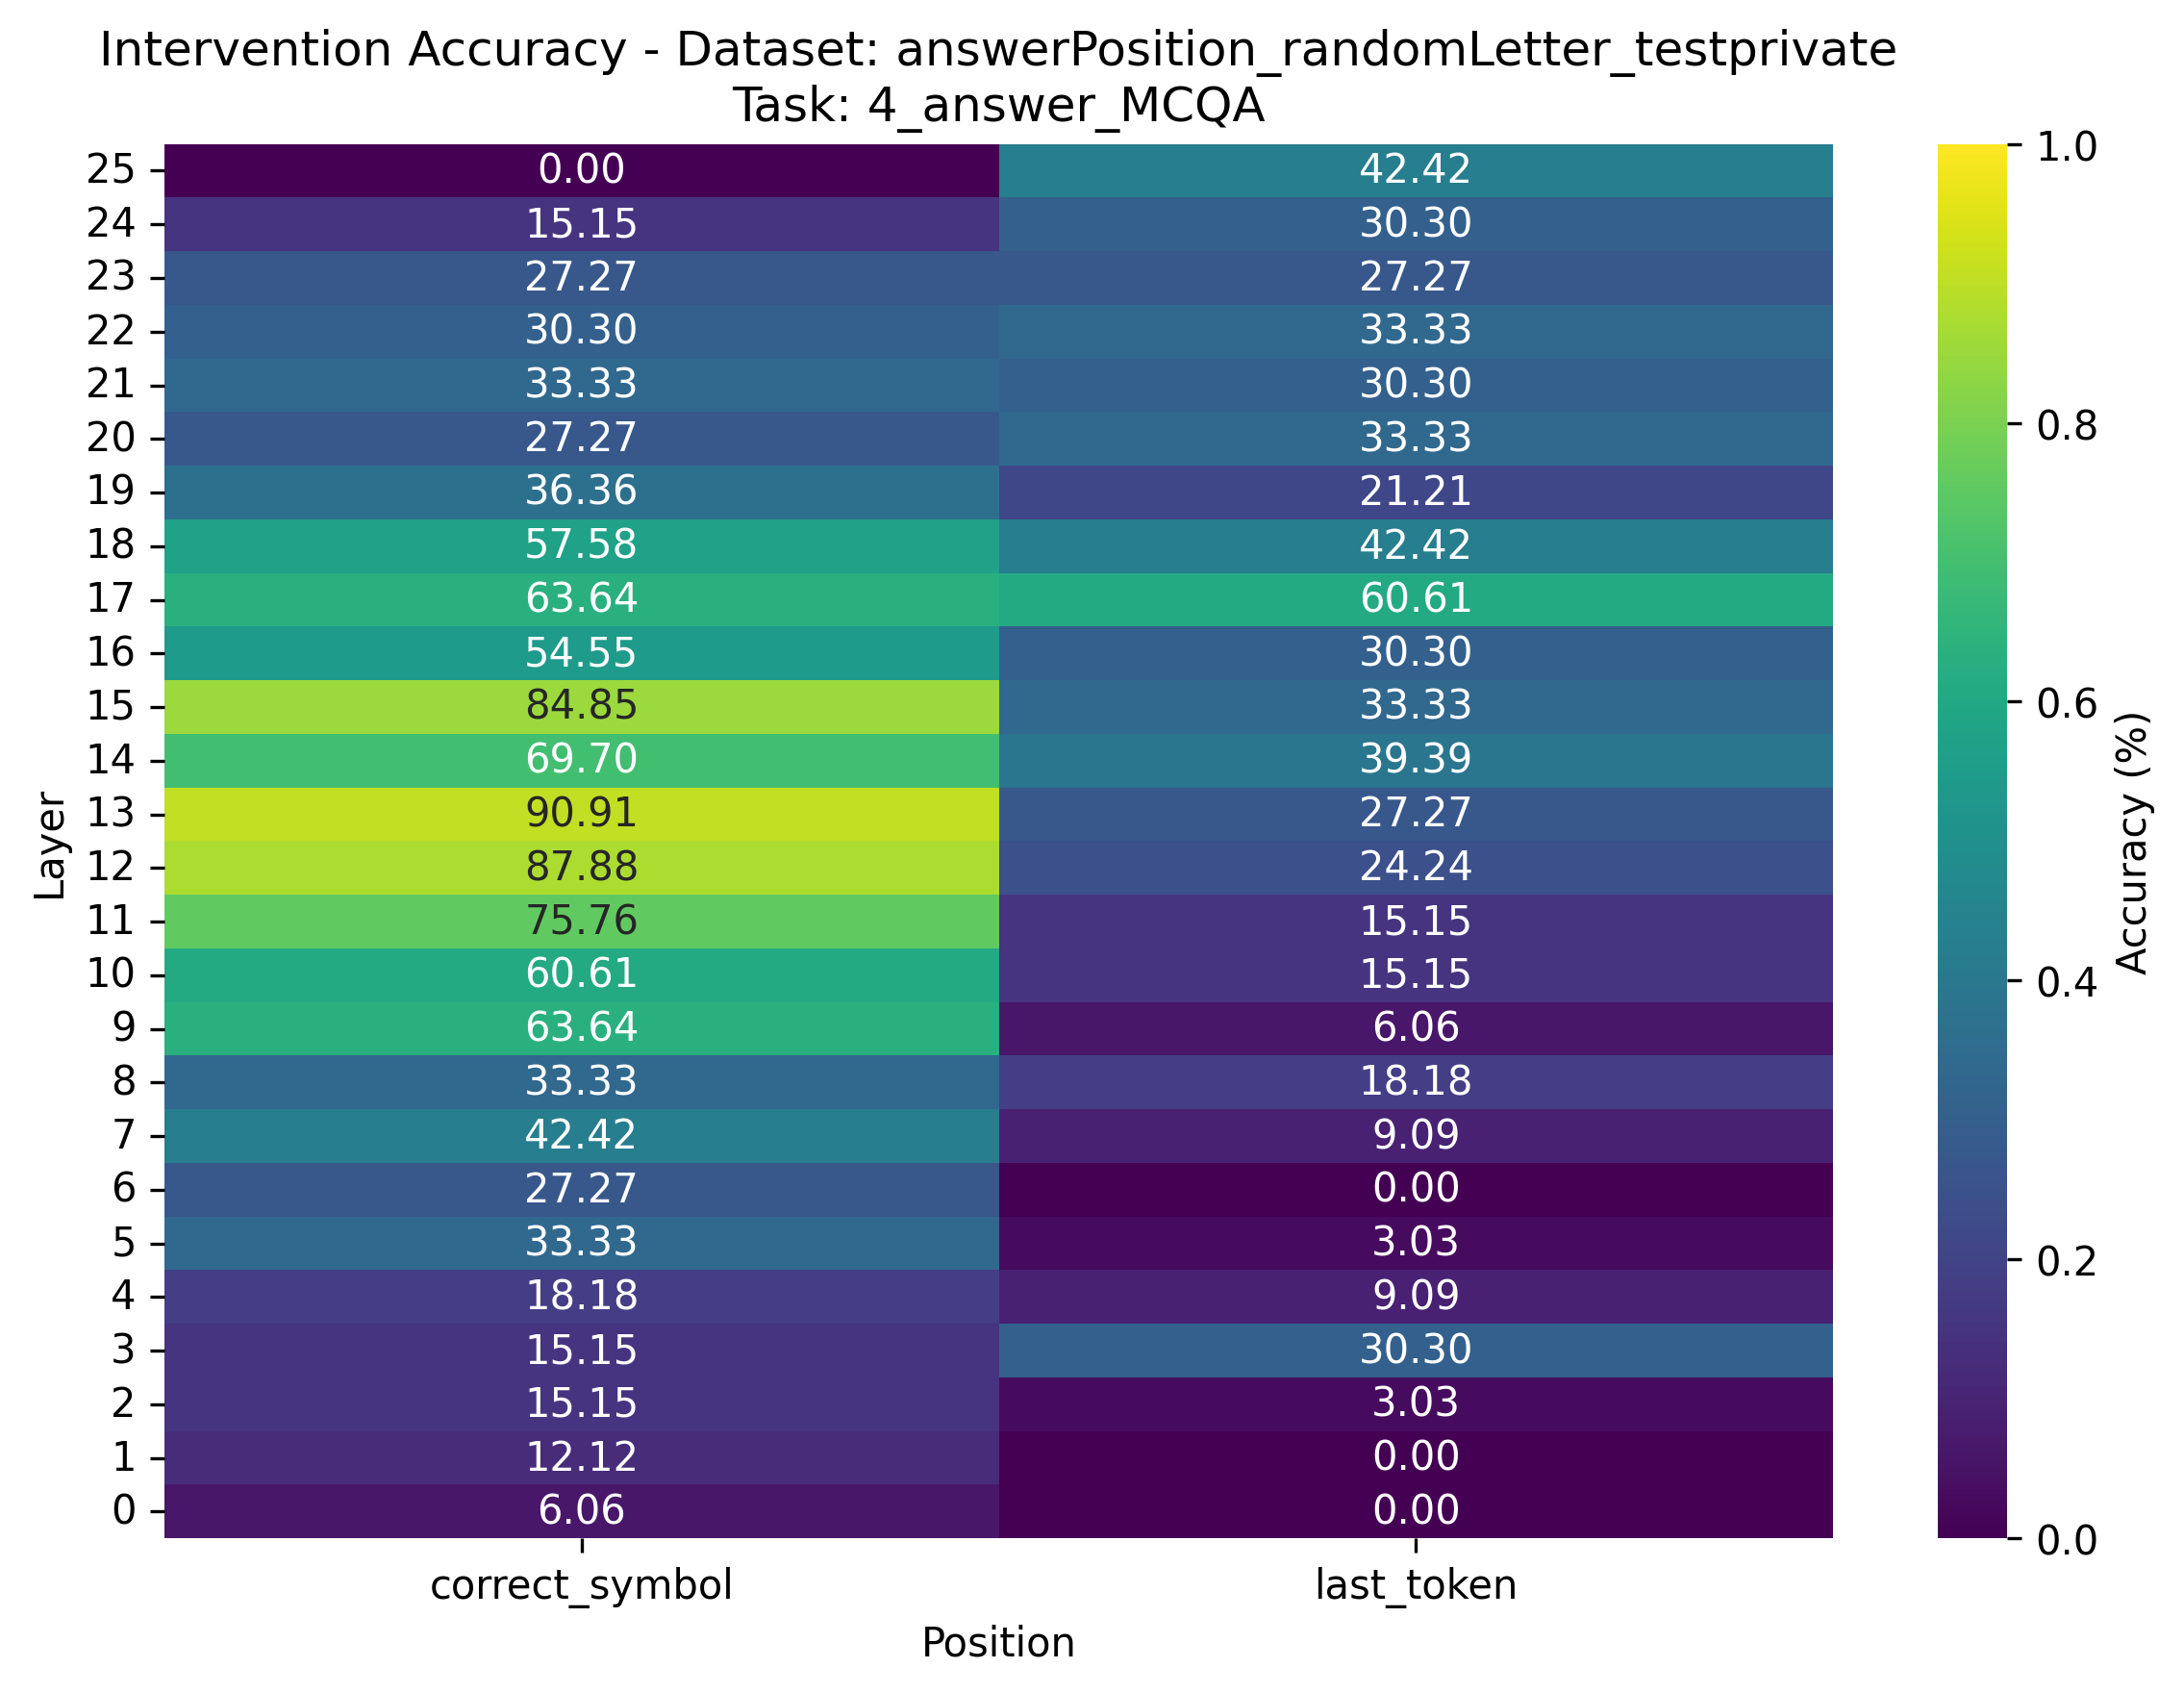 Intervention Accuracy - Dataset: answerPosition_randomLetter_testprivate
Task: 4_answer_MCQA
25 0.00 42.42
24 15.15 30.30
23 27.27 27.27
22 30.30 33.33
21 33.33 30.30
20 27.27 33.33
19 36.36 21.21
18 57.58 42.42
17 63.64 60.61
16 54.55 30.30
15 84.85 33.33
14 69.70 39.39
13 90.91 27.27
12 87.88 24.24
11 75.76 15.15
10 60.61 15.15
9 63.64 6.06
8 33.33 18.18
7 42.42 9.09
6 27.27 0.00
5 33.33 3.03
4 18.18 9.09
3 15.15 30.30
2 15.15 3.03
1 12.12 0.00
0 6.06 0.00
correct_symbol last_token
Position
Layer
1.0
0.8
0.6
0.4
0.2
0.0
Accuracy (%)